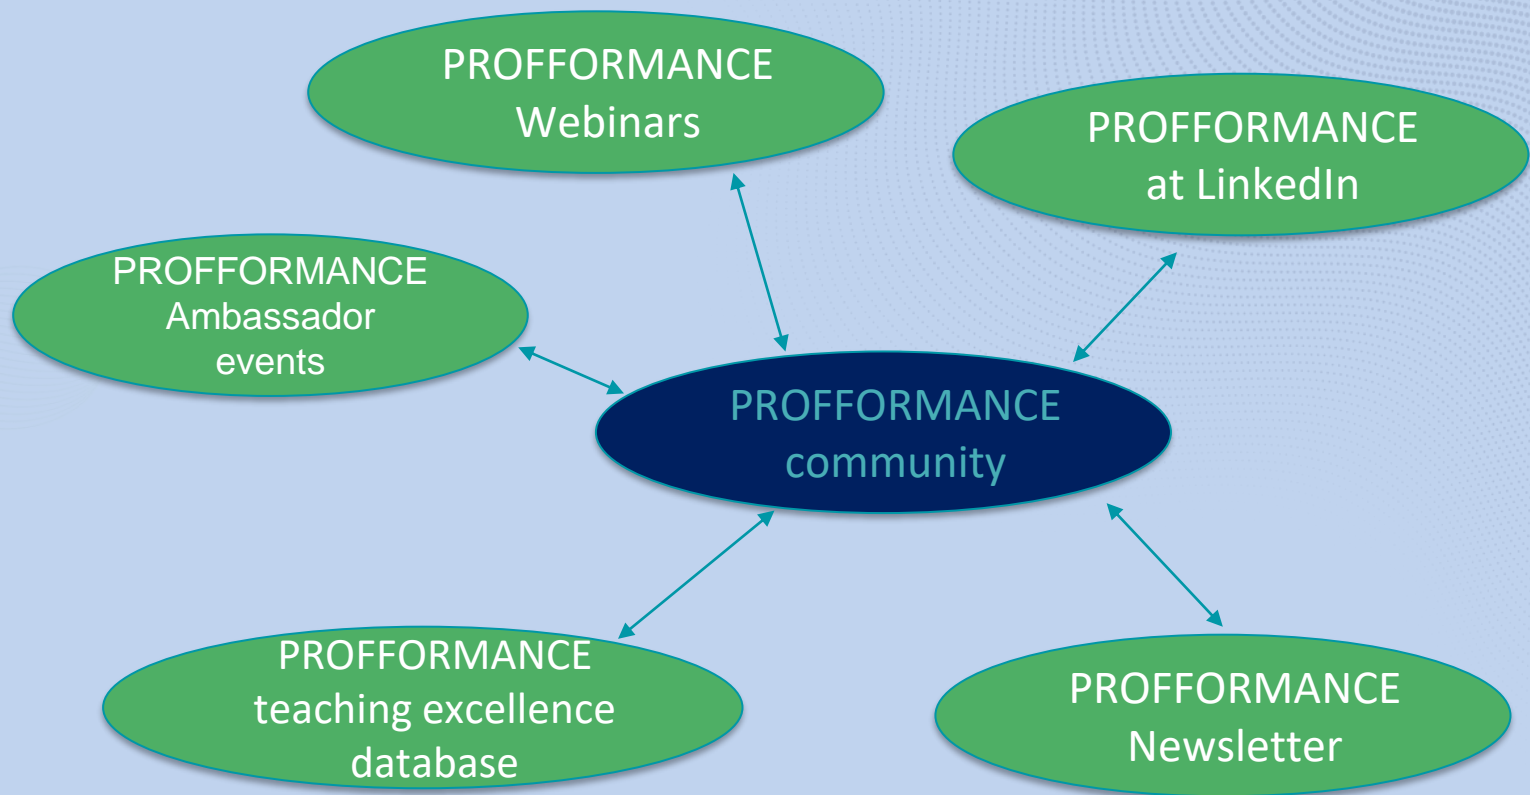 PROFFORMANCE
Webinars
PROFFORMANCE
at LinkedIn
PROFFORMANCE
Ambassador
events
PROFFORMANCE
community
PROFFORMANCE
teaching excellence
database
PROFFORMANCE
Newsletter